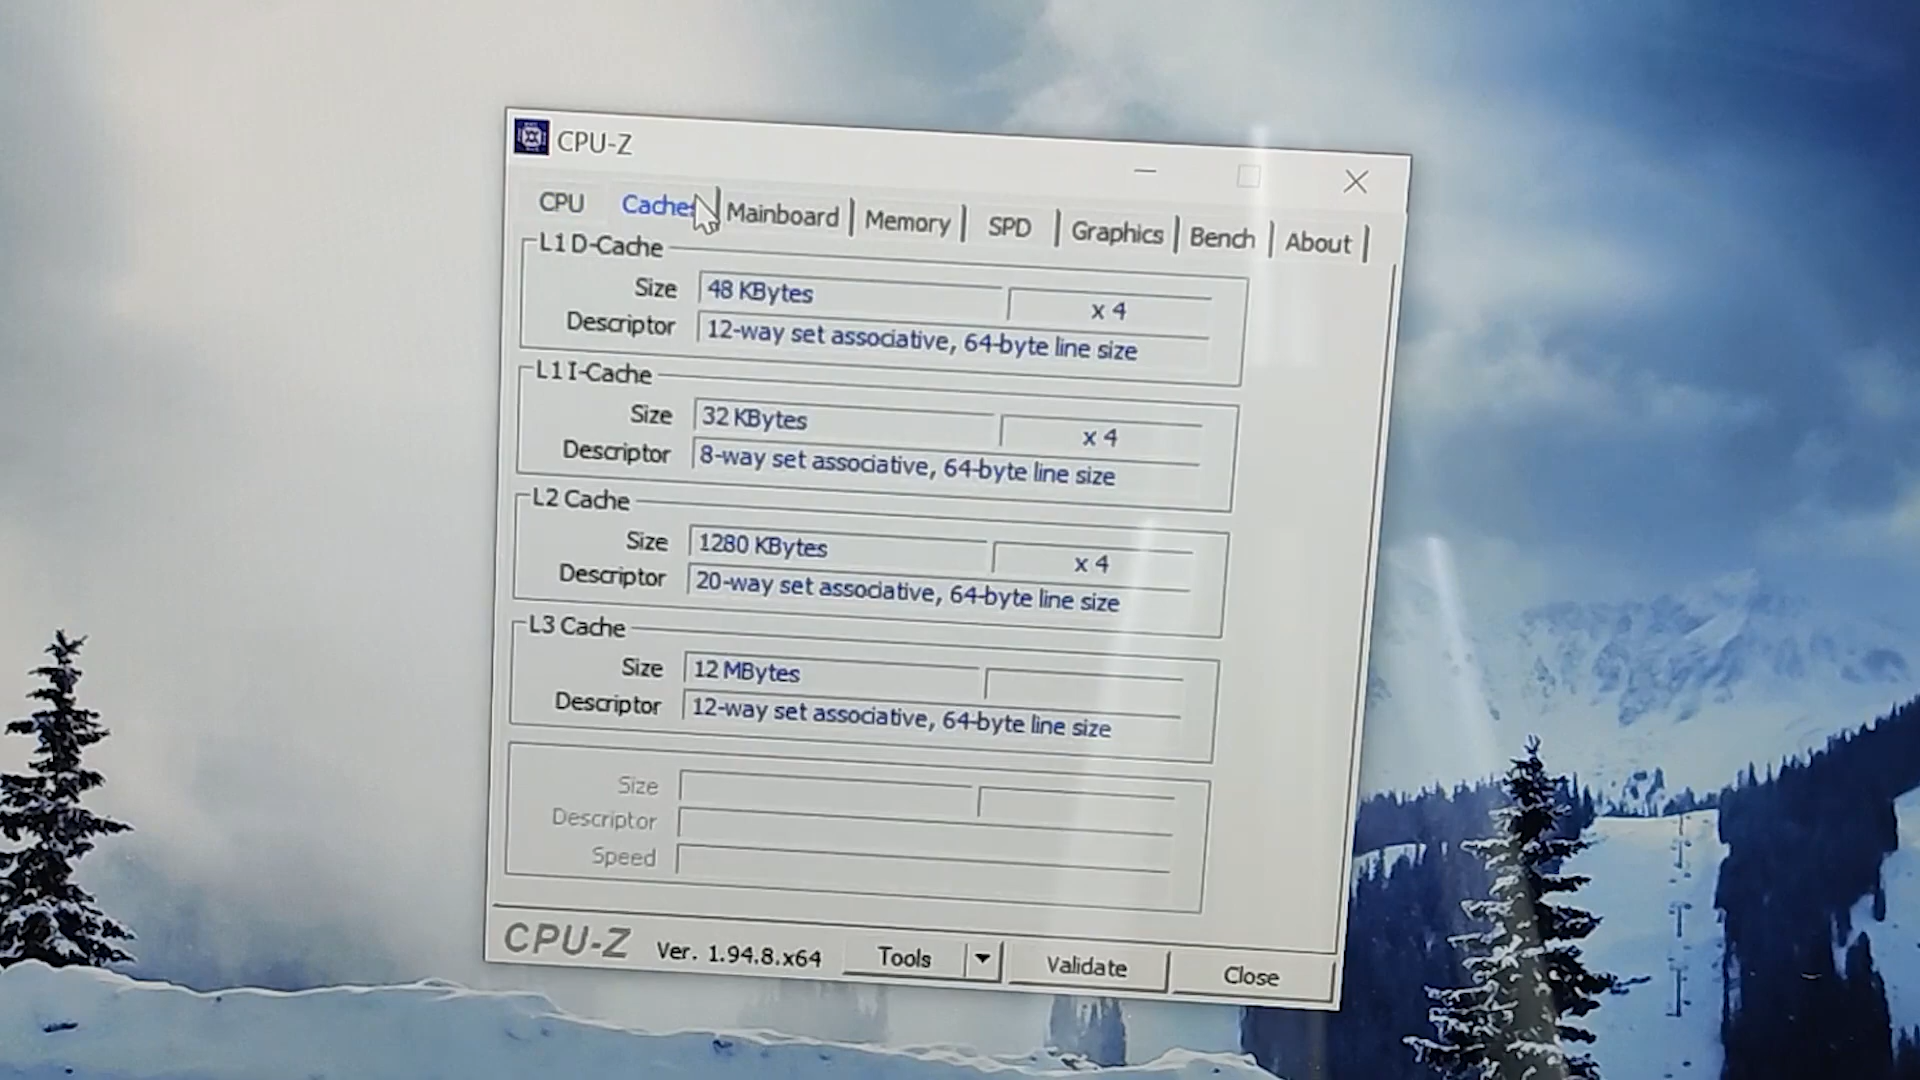 CPU-Z
CPU Caches Mainboard Memory SPD Graphics Bench About
L1 D-Cache
Size 48 KBytes x 4
Descriptor 12-way set associative, 64-byte line size
L1 I-Cache
Size 32 KBytes x 4
Descriptor 8-way set associative, 64-byte line size
L2 Cache
Size 1280 KBytes x 4
Descriptor 20-way set associative, 64-byte line size
L3 Cache
Size 12 MBytes
Descriptor 12-way set associative, 64-byte line size
Size
Descriptor
Speed
CPU-Z Ver. 1.94.8.x64 Tools Validate Close